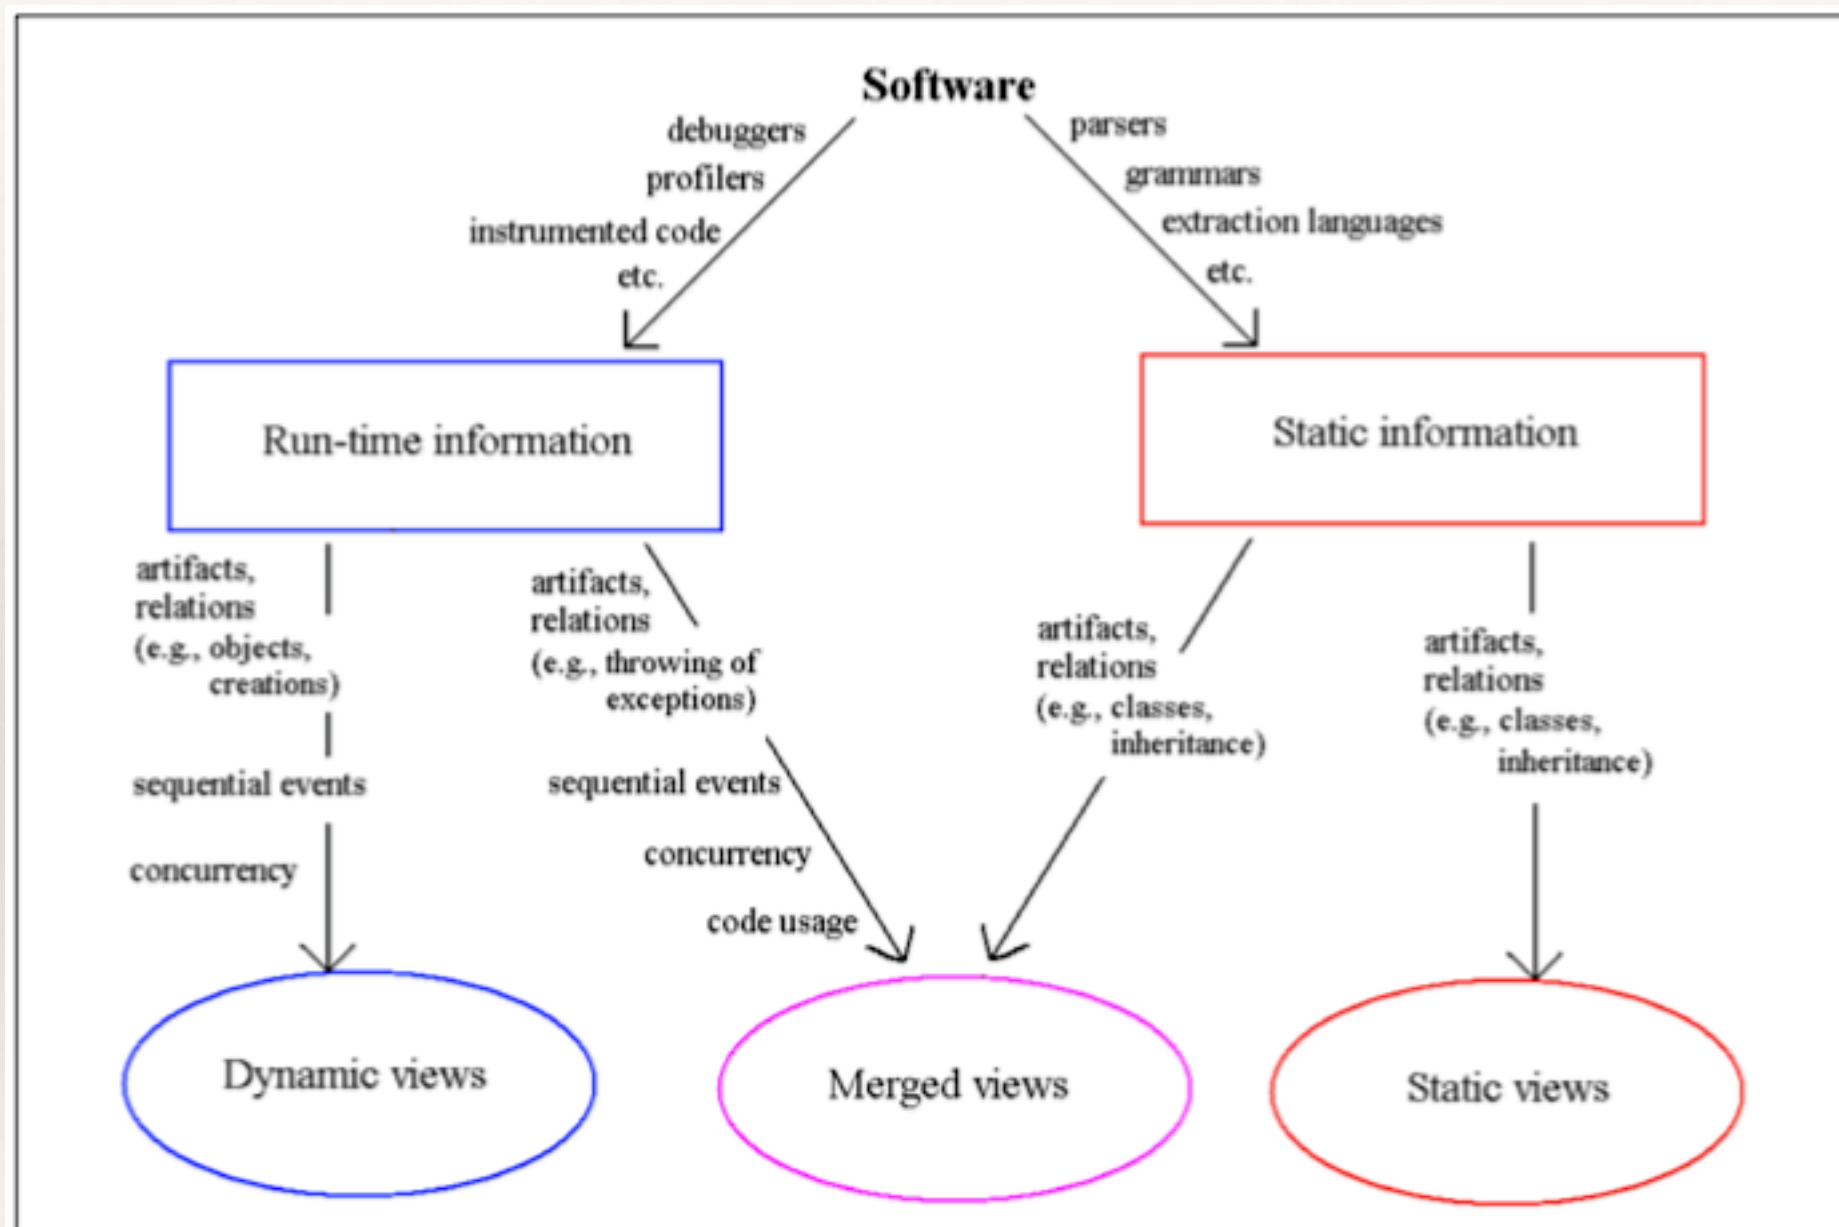 Software
debuggers
profilers
instrumented code
etc.
parsers
grammars
extraction languages
etc.
Run-time information
Static information
artifacts,
relations
(e.g., objects,
creations)
sequential events
concurrency
artifacts,
relations
(e.g., throwing of
exceptions)
sequential events
concurrency
code usage
artifacts,
relations
(e.g., classes,
inheritance)
artifacts,
relations
(e.g., classes,
inheritance)
Dynamic views
Merged views
Static views